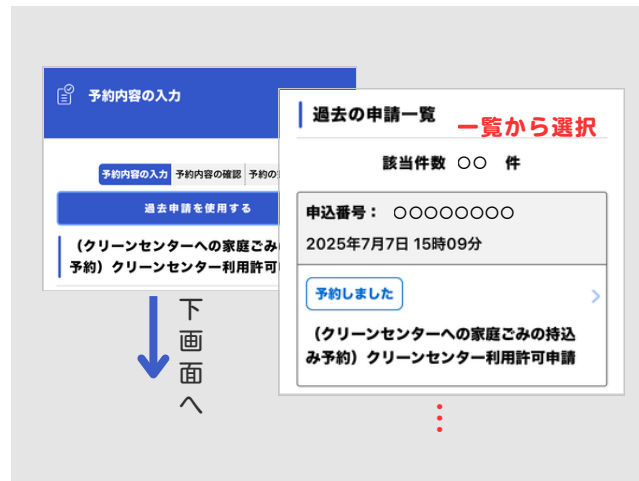 予約内容の入力
予約内容の入力 予約内容の確認 予約の
過去申請を使用する
(クリーンセンターへの家庭ごみ
予約)クリーンセンター利用許可
下画面へ
過去の申請一覧
一覧から選択
該当件数 〇〇 件
申込番号: 〇〇〇〇〇〇〇〇
2025年7月7日 15時09分
予約しました
(クリーンセンターへの家庭ごみの持込
み予約)クリーンセンター利用許可申請